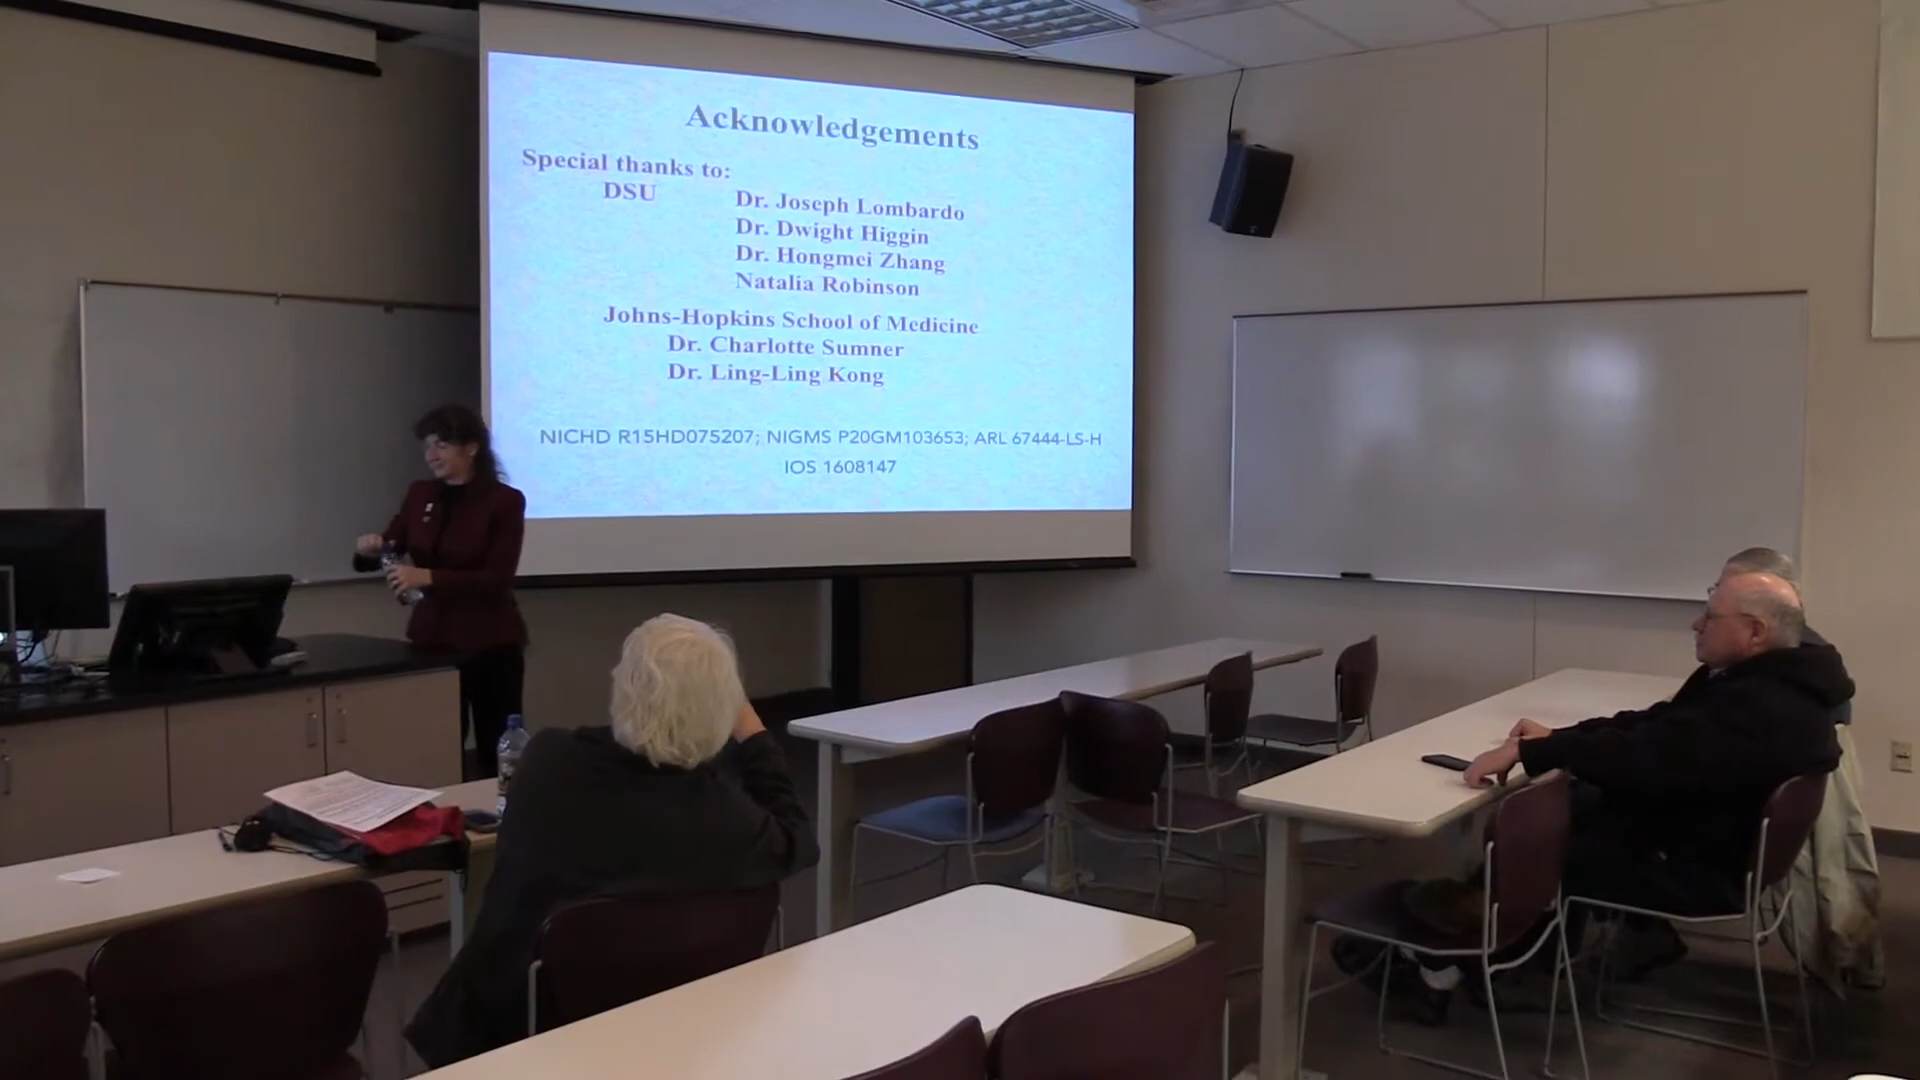 Acknowledgements
Special thanks to:
DSU Dr. Joseph Lombardo
Dr. Dwight Higgin
Dr. Hongmei Zhang
Natalia Robinson
Johns-Hopkins School of Medicine
Dr. Charlotte Sumner
Dr. Ling-Ling Kong
NICHD R15HD075207; NIGMS P20GM103653; ARL 67444-LS-H
IOS 1608147